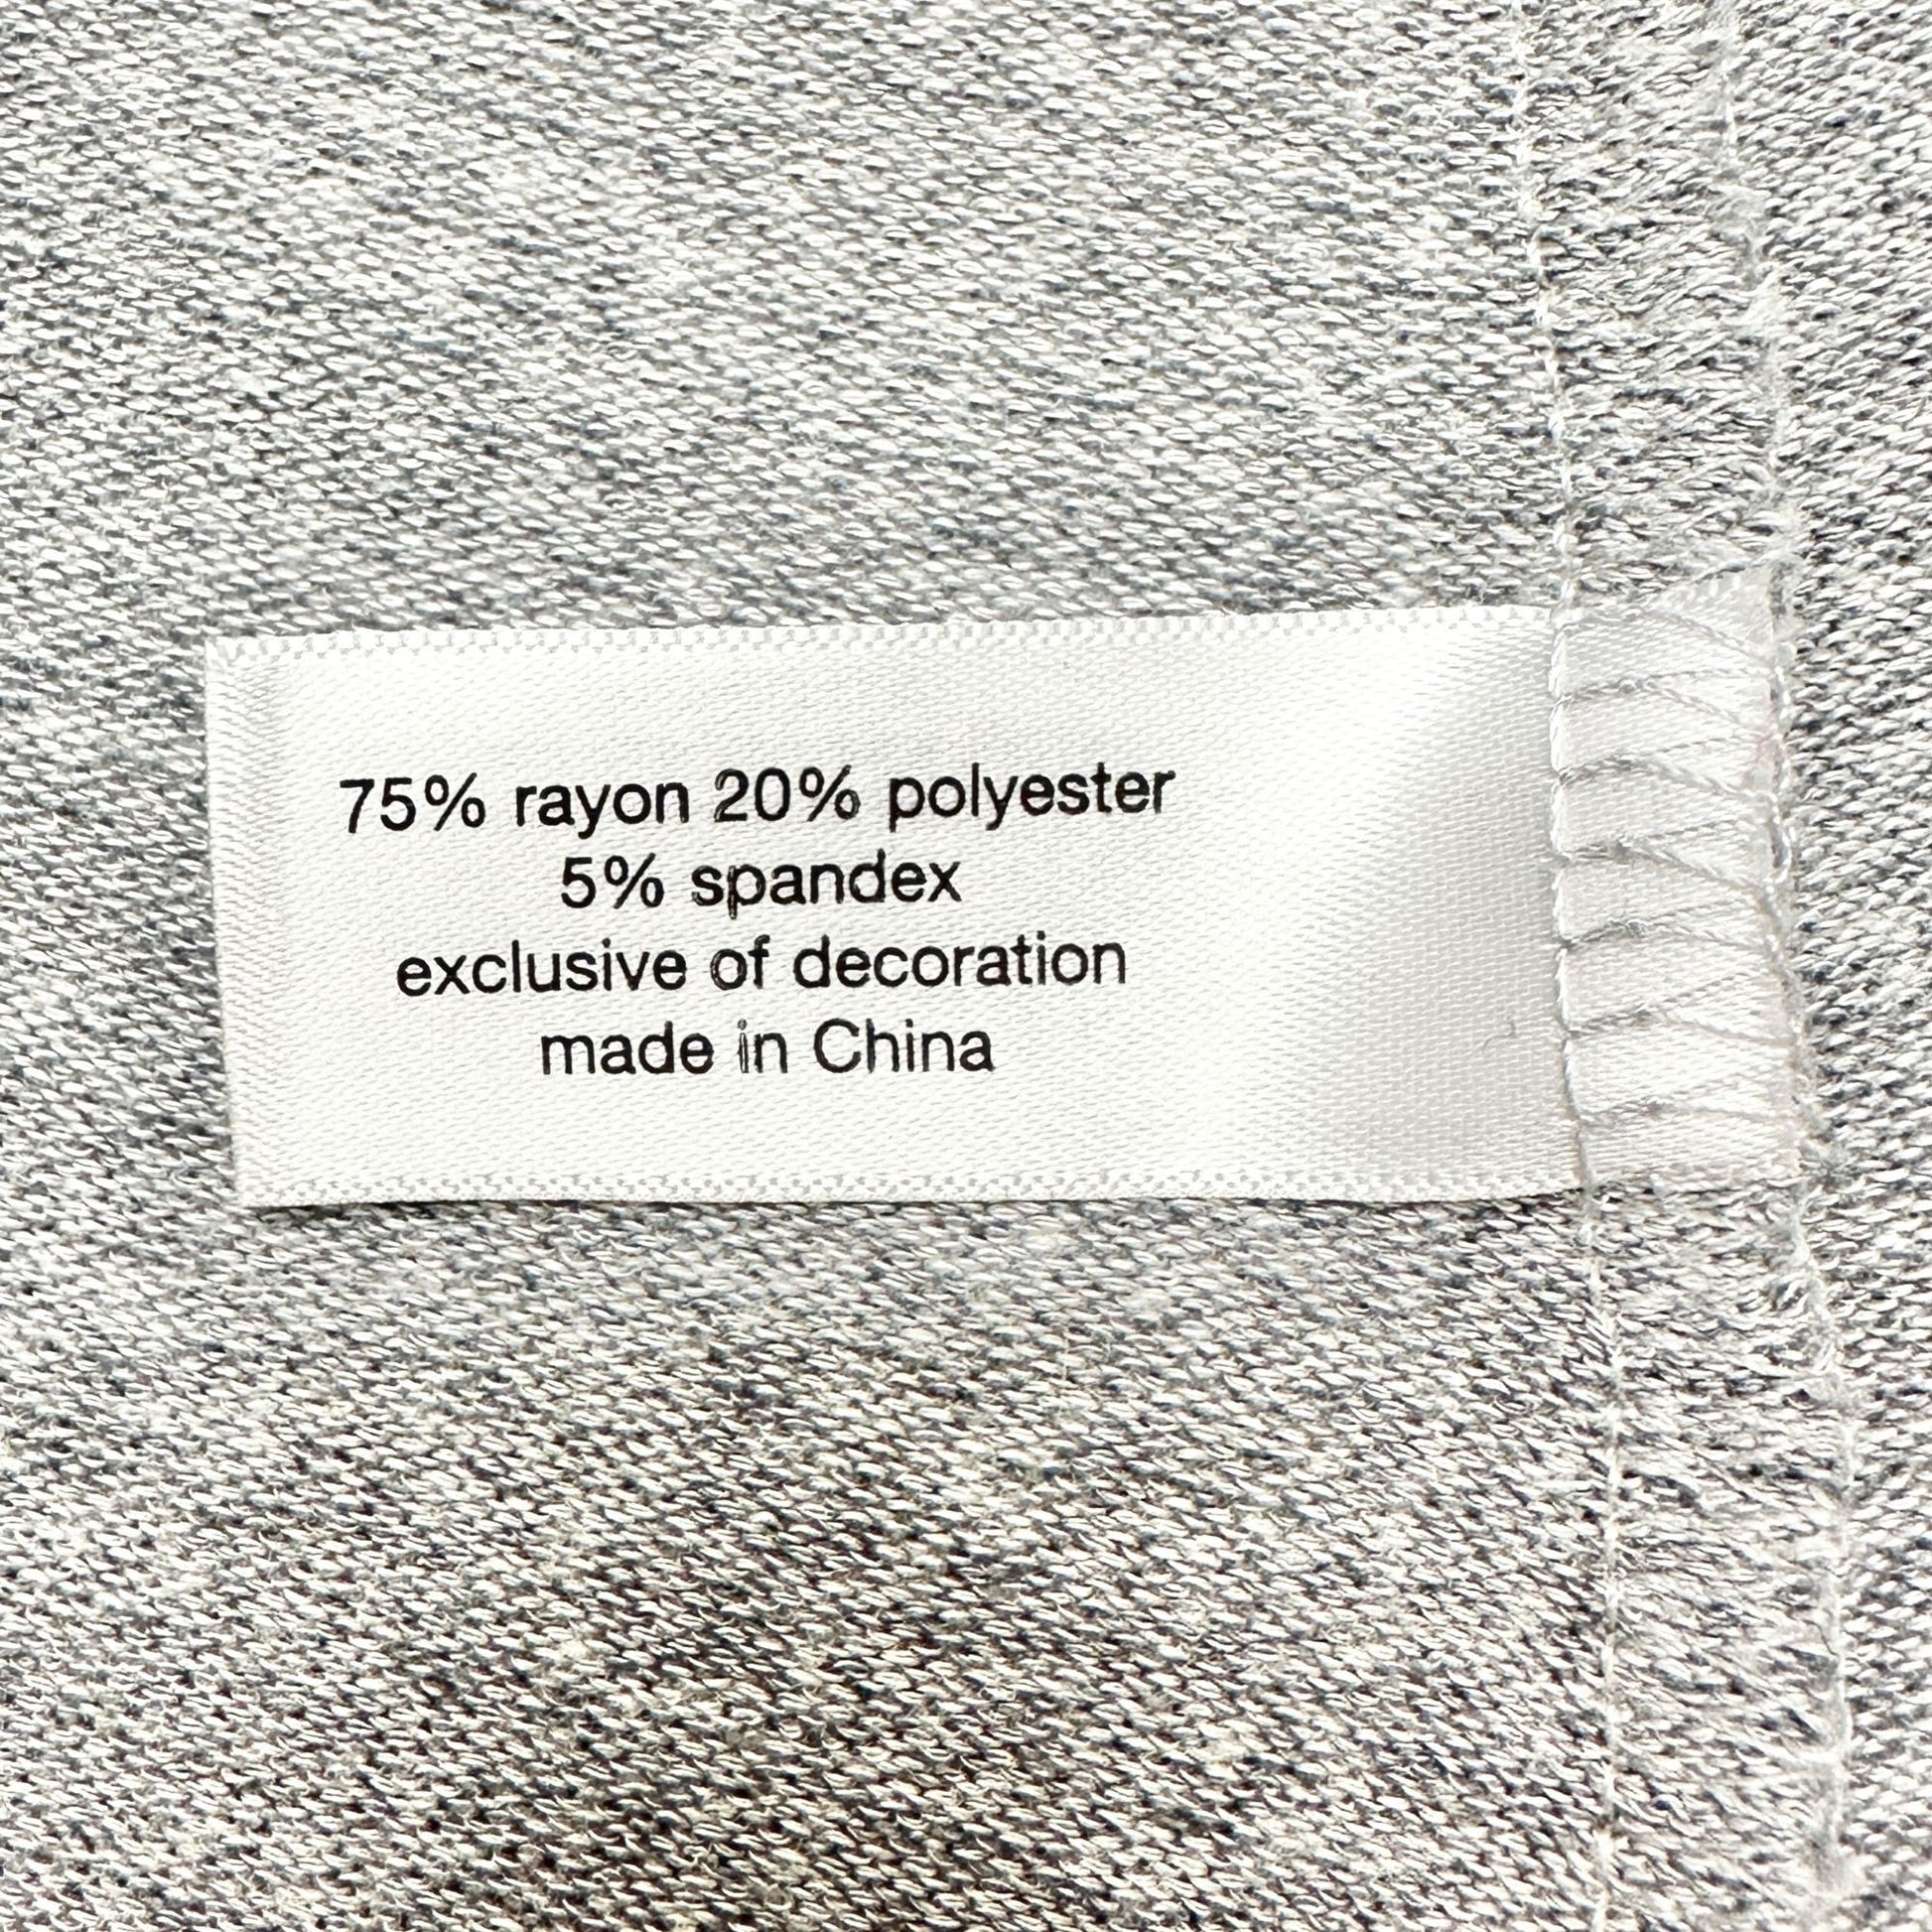 75% rayon 20% polyester
5% spandex
exclusive of decoration
made in China